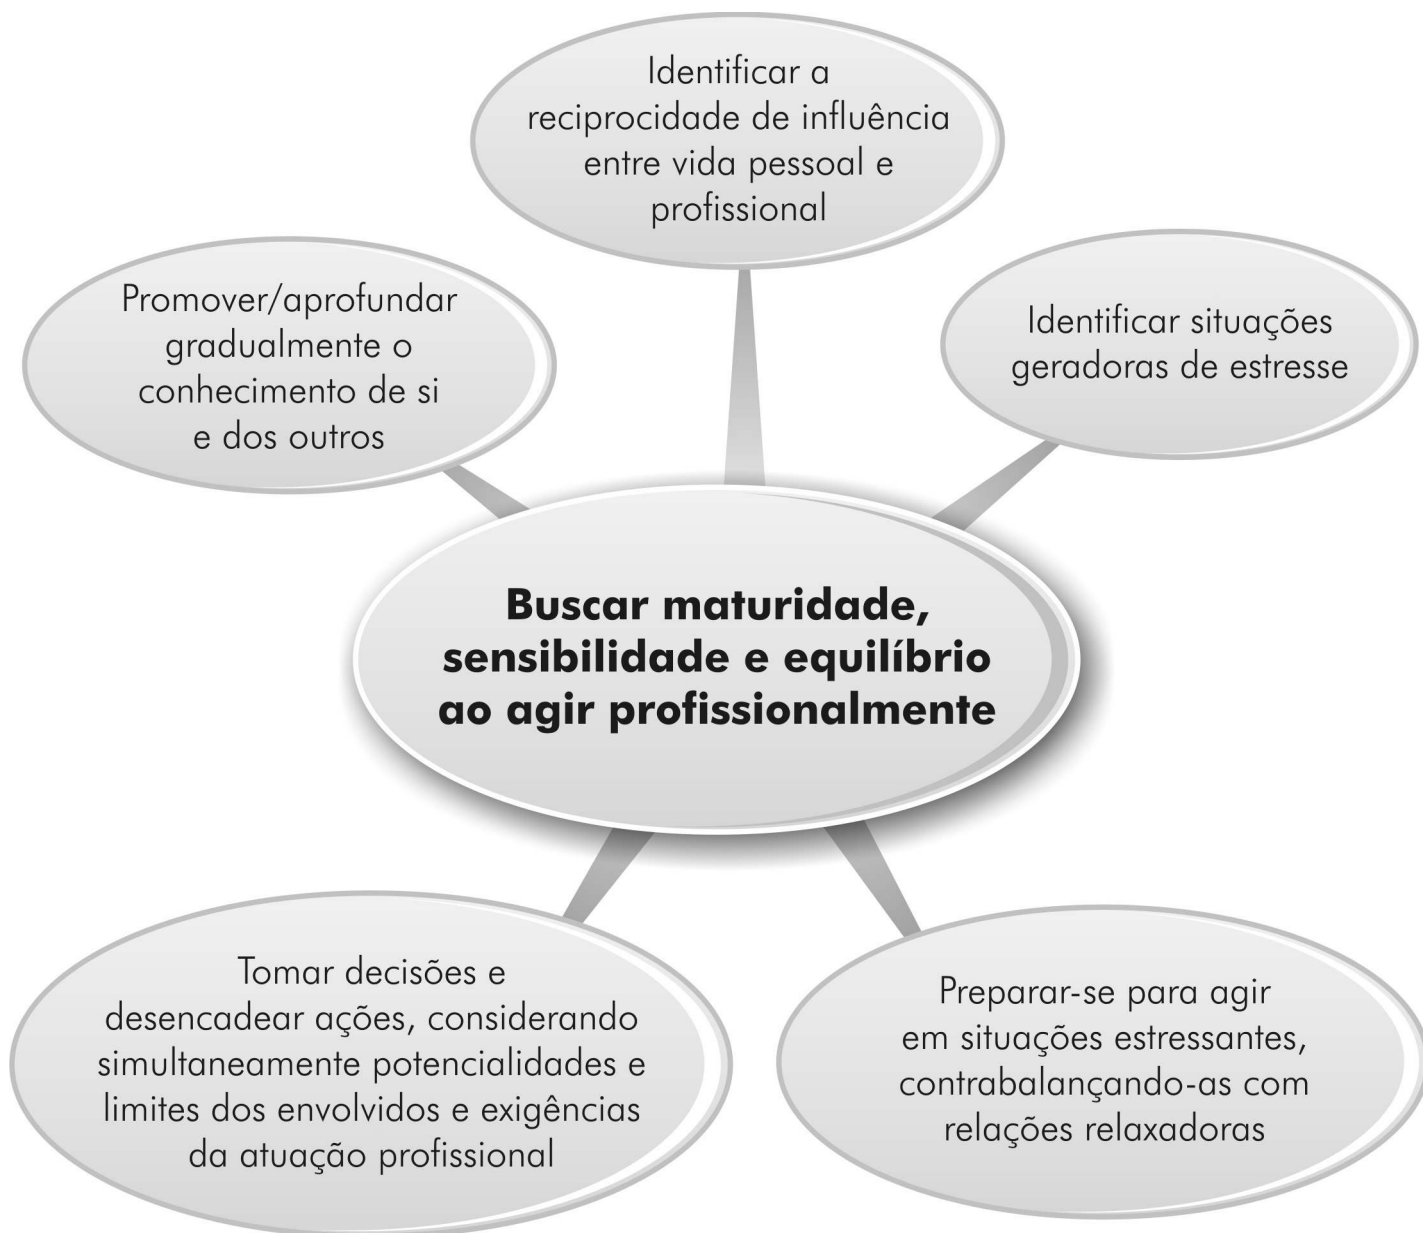 Identificar a
reciprocidade de influência
entre vida pessoal e
profissional
Promover/aprofundar
gradualmente o
conhecimento de si
e dos outros
Identificar situações
geradoras de estresse
Buscar maturidade,
sensibilidade e equilíbrio
ao agir profissionalmente
Tomar decisões e
desencadear ações, considerando
simultaneamente potencialidades e
limites dos envolvidos e exigências
da atuação profissional
Preparar-se para agir
em situações estressantes,
contrabalançando-as com
relações relaxadoras